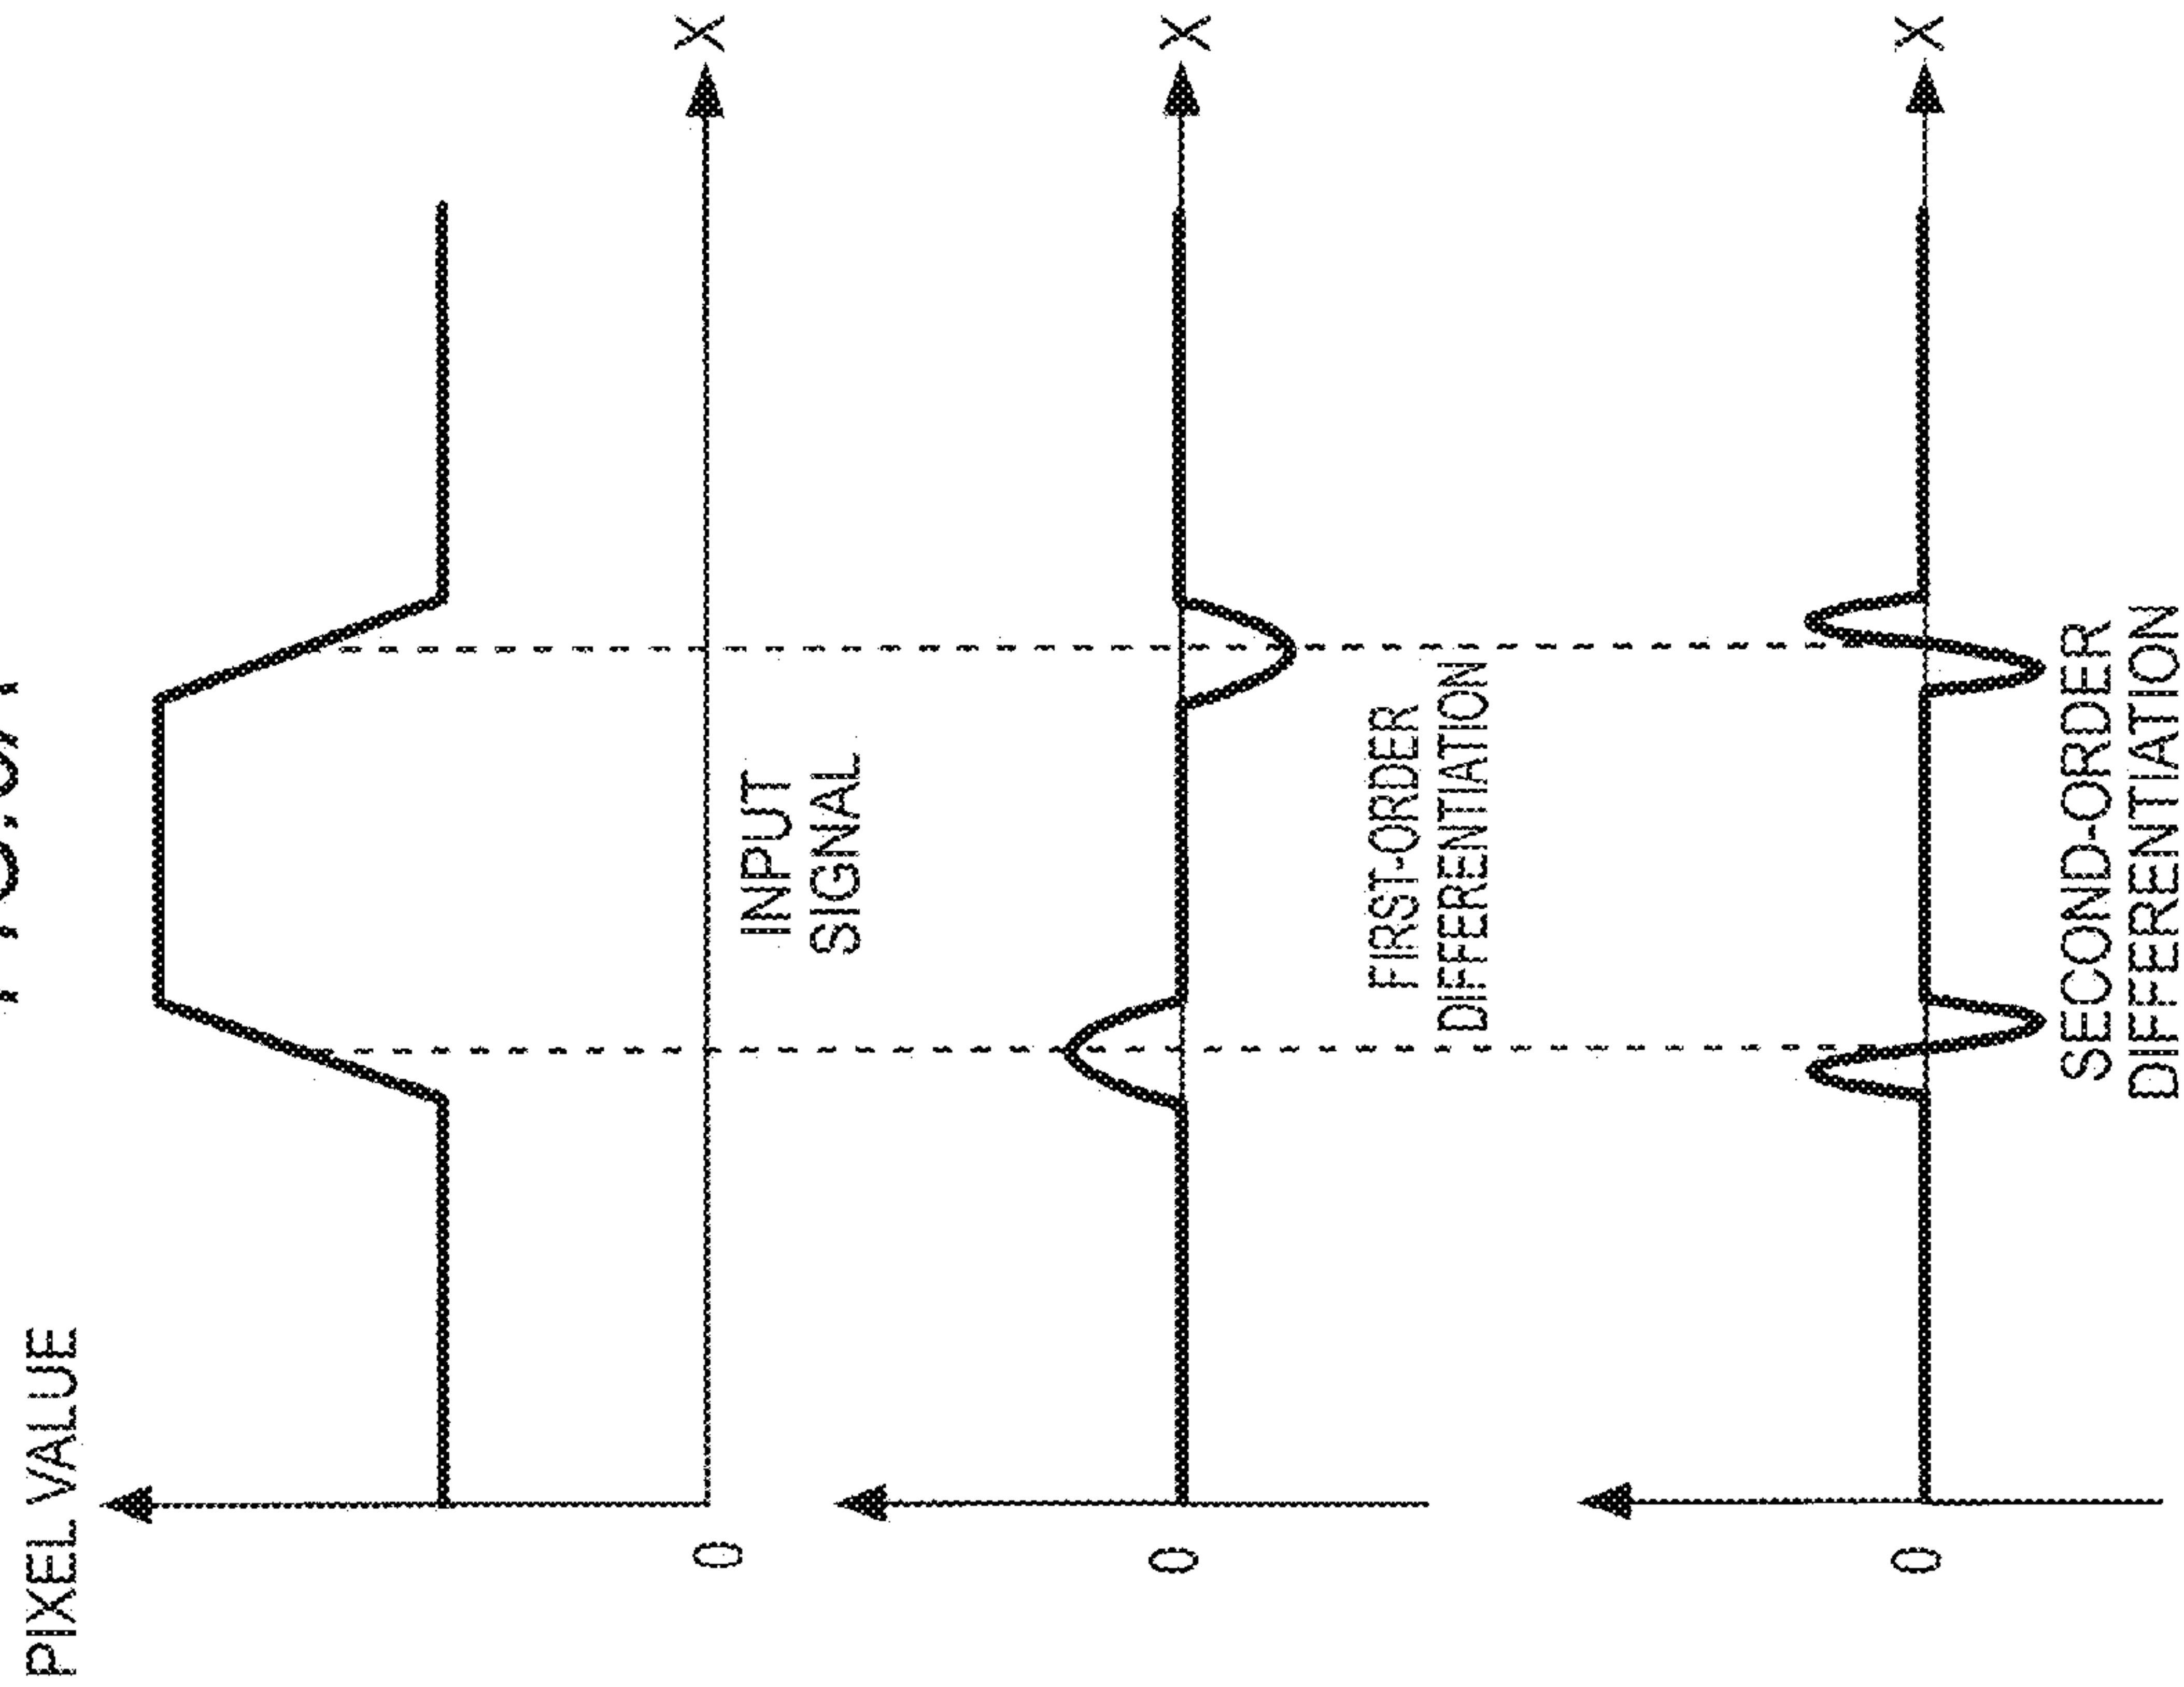 PIXEL VALUE
X
0
INPUT
SIGNAL
X
0
FIRST-ORDER
DIFFERENTIATION
X
0
SECOND-ORDER
DIFFERENTIATION